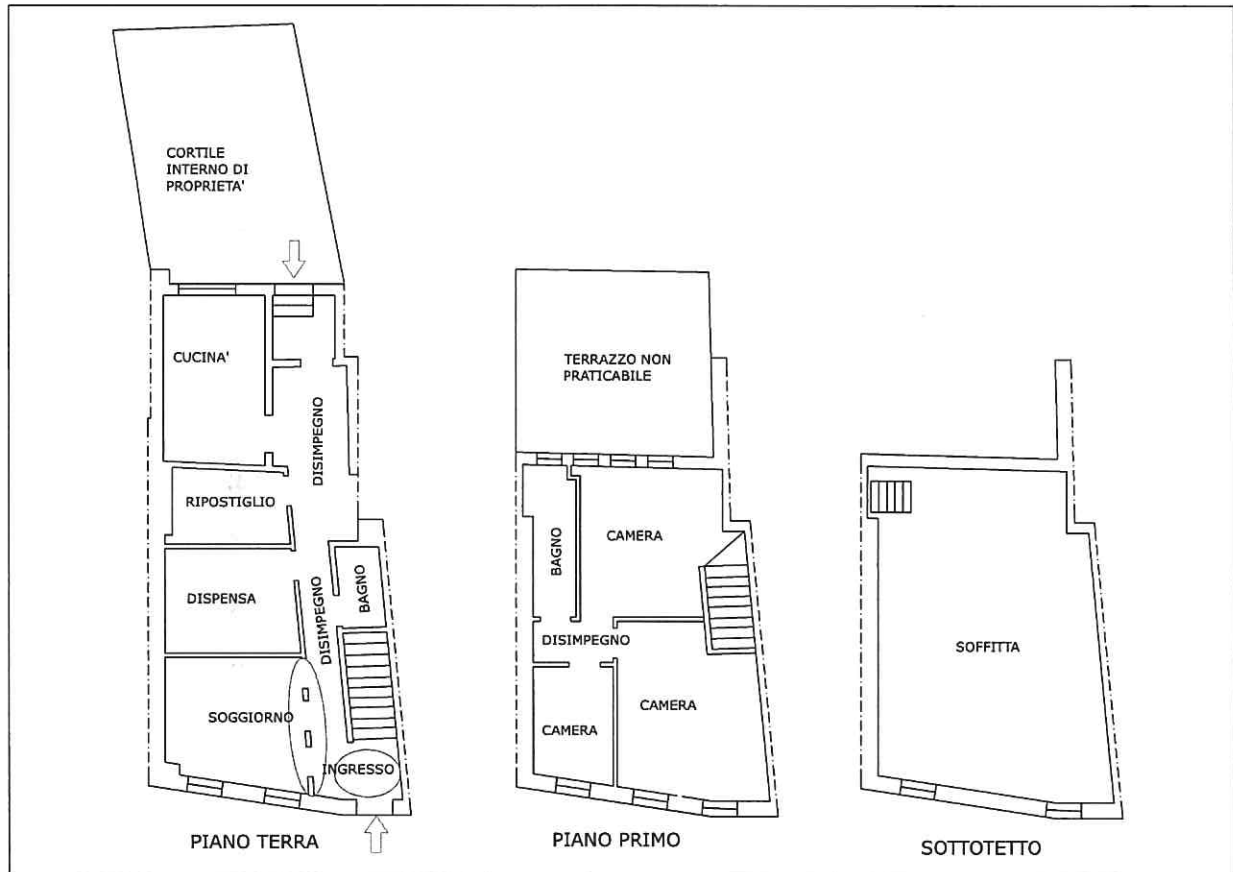 CORTILE
INTERNO DI
PROPRIETA'
CUCINA'
DISIMPEGNO
RIPOSTIGLIO
DISPENSA
DISIMPEGNO
BAGNO
SOGGIORNO
INGRESSO
PIANO TERRA
TERRAZZO NON
PRATICABILE
BAGNO
CAMERA
DISIMPEGNO
CAMERA
CAMERA
PIANO PRIMO
SOFFITTA
SOTTOTETTO